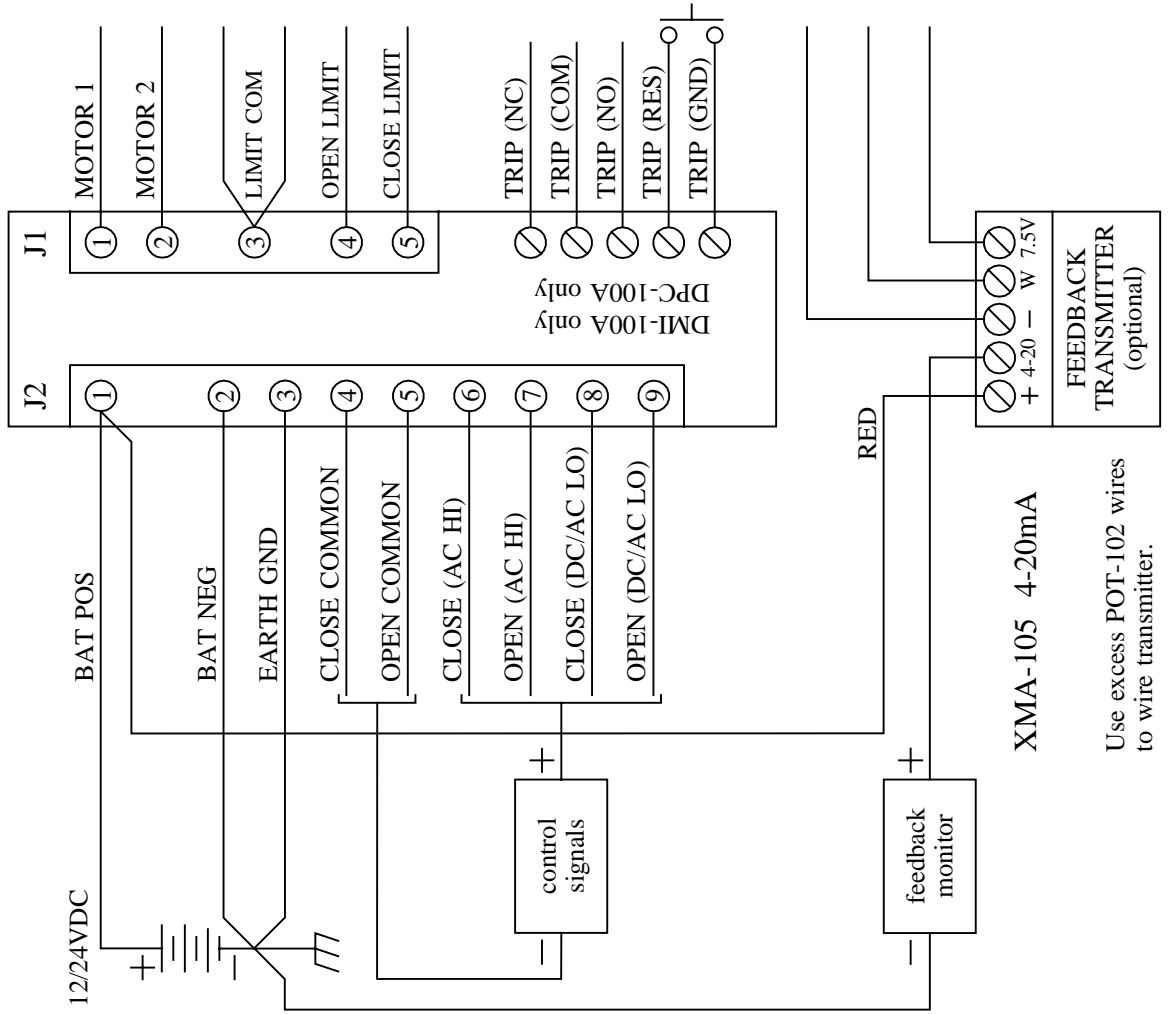 12/24VDC
+
−
BAT POS
BAT NEG
EARTH GND
CLOSE COMMON
OPEN COMMON
CLOSE (AC HI)
OPEN (AC HI)
CLOSE (DC/AC LO)
OPEN (DC/AC LO)
J2
1
2
3
4
5
6
7
8
9
J1
1
2
3
4
5
MOTOR 1
MOTOR 2
LIMIT COM
OPEN LIMIT
CLOSE LIMIT
DMI-100A only
DPC-100A only
TRIP (NC)
TRIP (COM)
TRIP (NO)
TRIP (RES)
TRIP (GND)
−
control
signals
+
−
feedback
monitor
+
RED
+
4-20
−
W
7.5V
FEEDBACK
TRANSMITTER
(optional)
XMA-105 4-20mA
Use excess POT-102 wires
to wire transmitter.